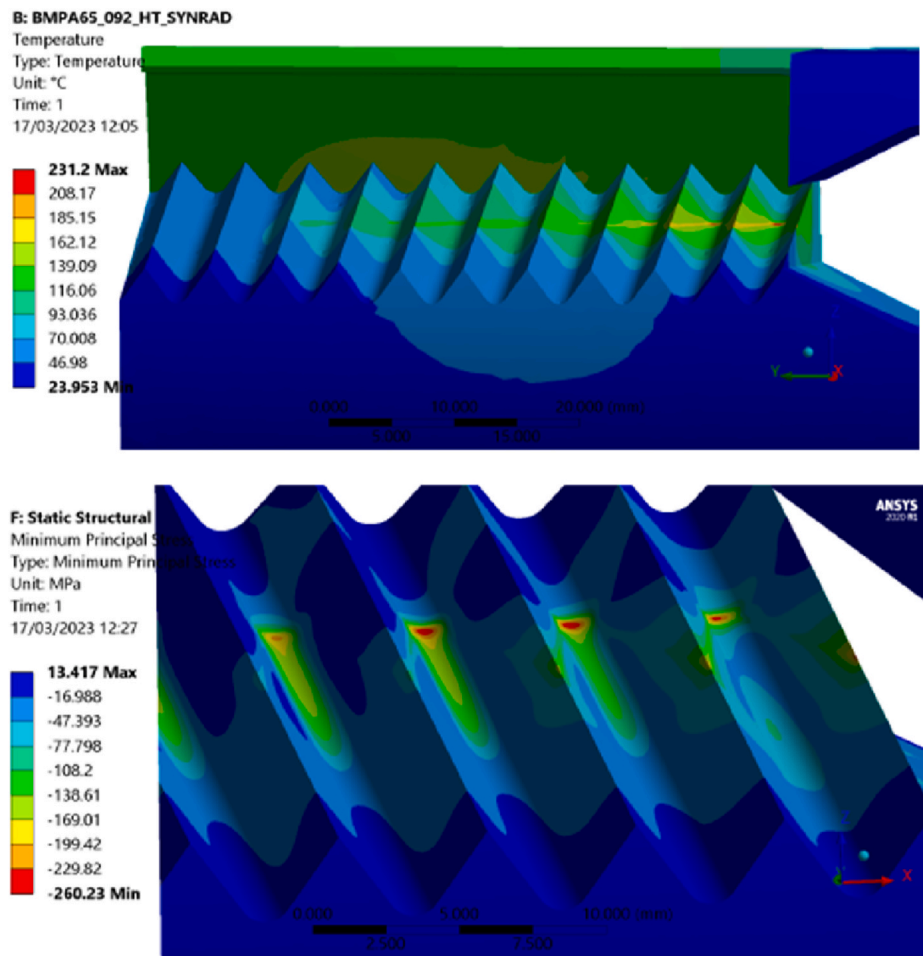 B: BMPA65_092_HT_SYNRAD
Temperature
Type: Temperature
Unit: °C
Time: 1
17/03/2023 12:05
231.2 Max
208.17
185.15
162.12
139.09
116.06
93.036
70.008
46.98
23.953 Min
Y
X
0.000 10.000 20.000 (mm)
5.000 15.000
F: Static Structural
Minimum Principal Stress
Type: Minimum Principal Stress
Unit: MPa
Time: 1
17/03/2023 12:27
ANSYS
2020 R1
13.417 Max
-16.988
-47.393
-77.798
-108.2
-138.61
-169.01
-199.42
-229.82
-260.23 Min
X
0.000 5.000 10.000 (mm)
2.500 7.500